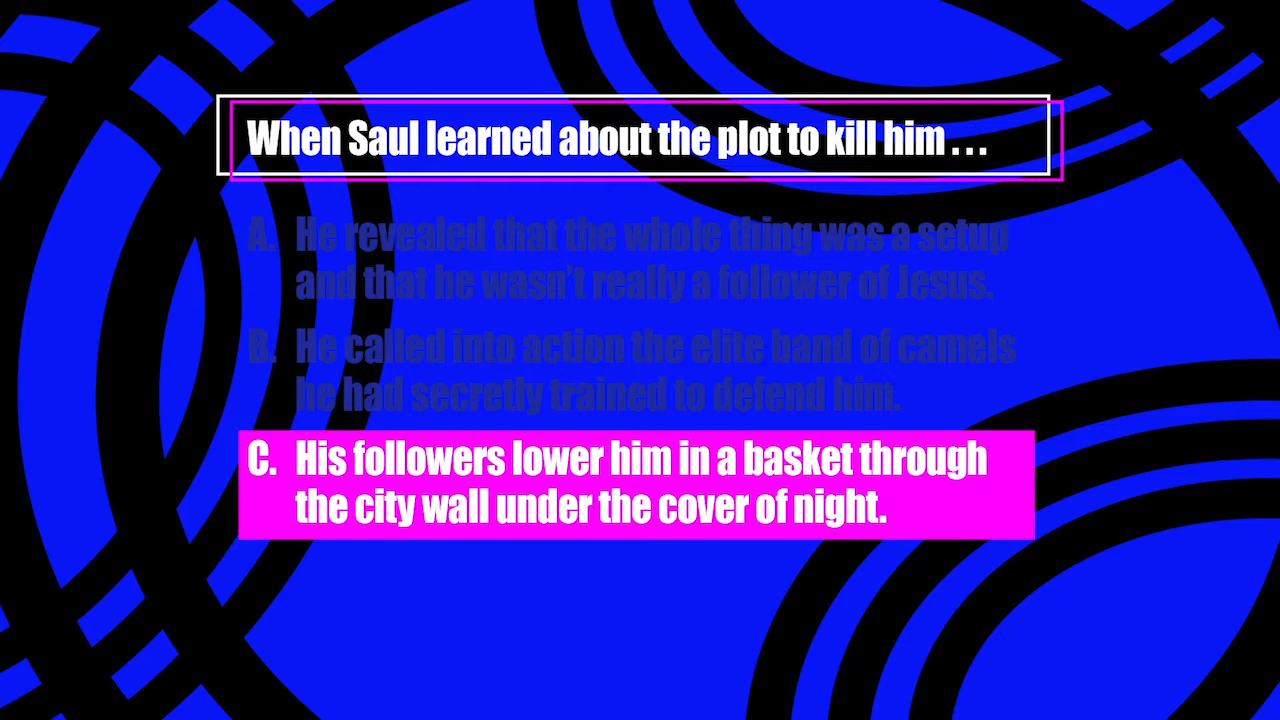 When Saul learned about the plot to kill him . . .
A. He revealed that the whole thing was a setup
and that he wasn't really a follower of Jesus.
B. He called into action the elite band of camels
he had secretly trained to defend him.
C. His followers lower him in a basket through
the city wall under the cover of night.